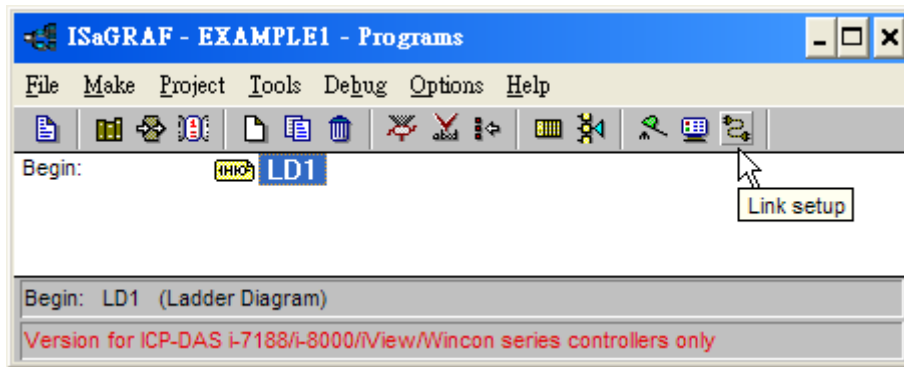 ISaGRAF - EXAMPLE1 - Programs
File Make Project Tools Debug Options Help
Begin: LD1
Link setup
Begin: LD1 (Ladder Diagram)
Version for ICP-DAS i-7188/i-8000/iView/Wincon series controllers only